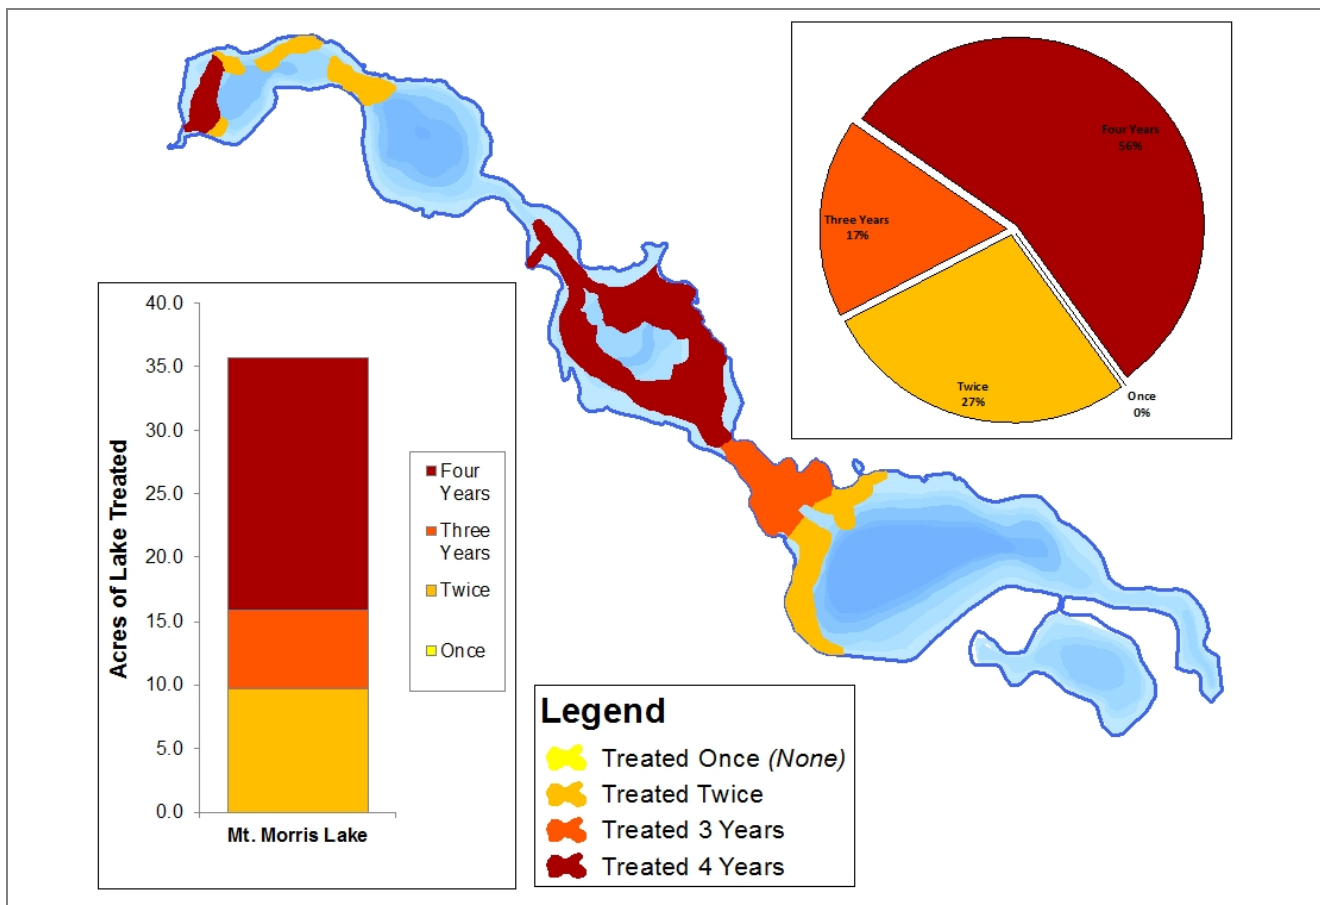 Four Years
56%
Three Years
17%
Twice
27%
Once
0%
40.0
35.0
30.0
25.0
20.0
15.0
10.0
5.0
0.0
Acres of Lake Treated
Mt. Morris Lake
Four
Years
Three
Years
Twice
Once
Legend
Treated Once (None)
Treated Twice
Treated 3 Years
Treated 4 Years